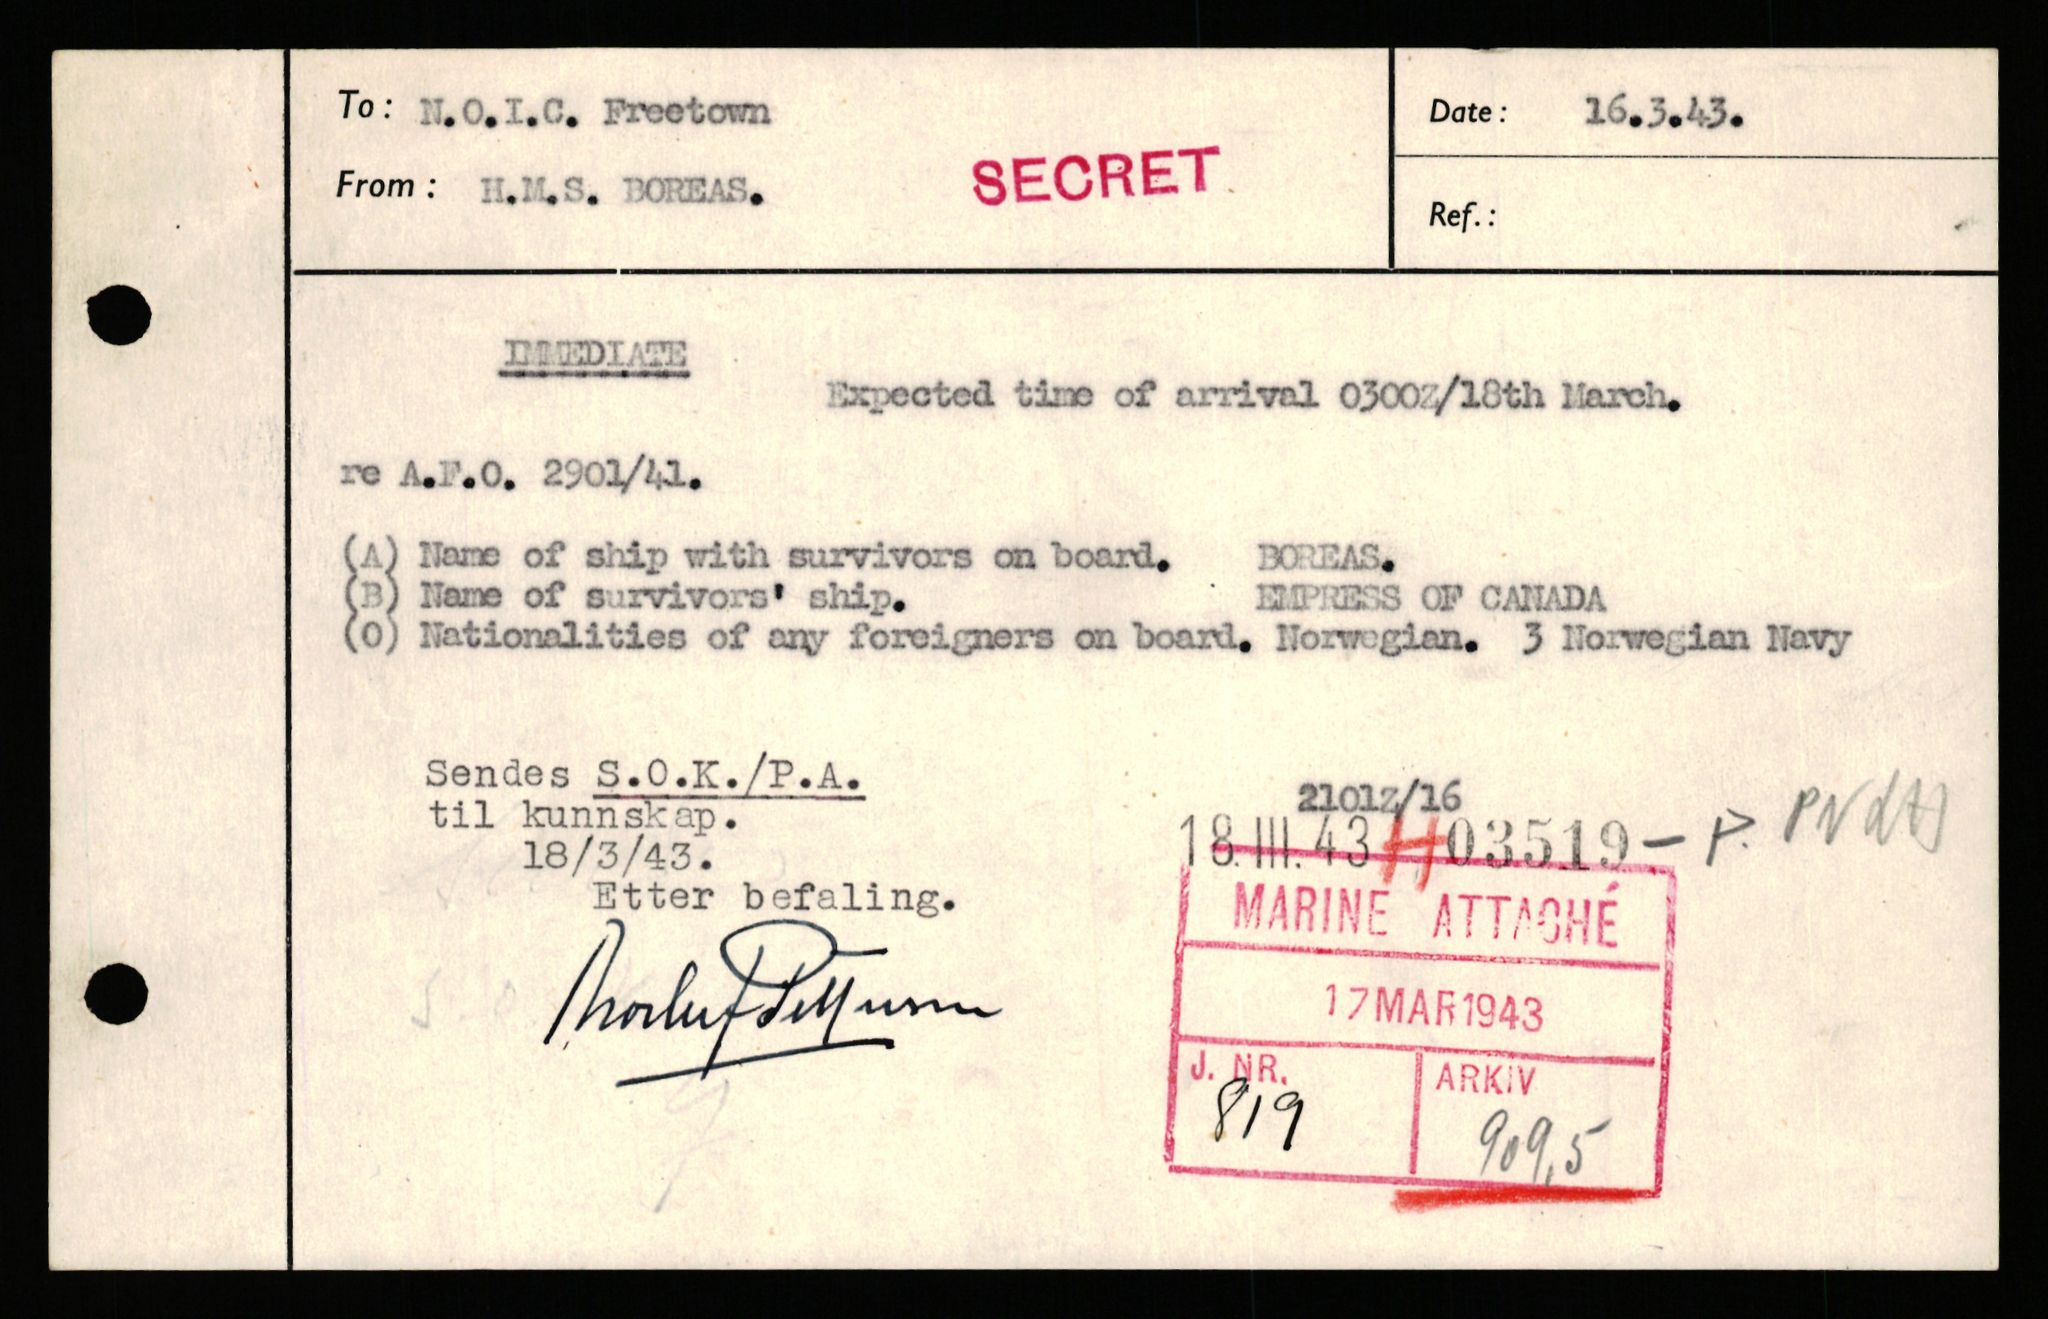 To: N.O.I.C. Freetown
From: H.M.S. BOREAS.
SECRET
Date: 16.3.43.
Ref.:
IMMEDIATE
Expected time of arrival 0300Z/18th March.
re A.F.O. 2901/41.
(A) Name of ship with survivors on board. BOREAS.
(B) Name of survivors' ship. EMPRESS OF CANADA
(O) Nationalities of any foreigners on board. Norwegian. 3 Norwegian Navy
Sendes S.O.K./P.A.
til kunnskap.
18/3/43.
Etter befaling.
2101Z/16
18.III.43 H 03519 - P.
MARINE ATTACHÉ
17 MAR 1943
J. NR. ARKIV
819 909,5